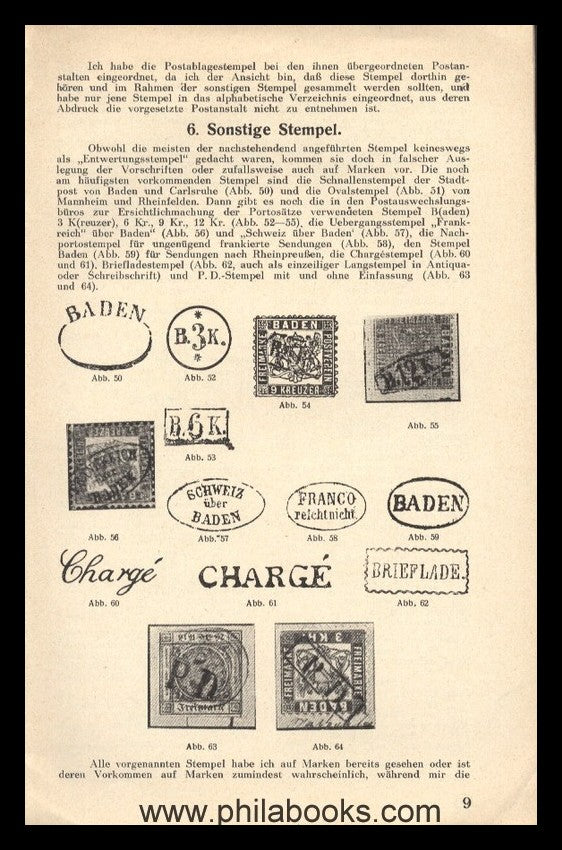 Ich habe die Postablagestempel bei den ihnen übergeordneten Postan-
stalten eingeordnet, da ich der Ansicht bin, daß diese Stempel dorthin ge-
hören und im Rahmen der sonstigen Stempel gesammelt werden sollten, und
habe nur jene Stempel in das alphabetische Verzeichnis eingeordnet, aus deren
Abdruck die vorgesetzte Postanstalt nicht zu entnehmen ist.
6. Sonstige Stempel.
Obwohl die meisten der nachstehendend angeführten Stempel keineswegs
als „Entwertungsstempel" gedacht waren, kommen sie doch in falscher Aus-
legung der Vorschriften oder zufallsweise auch auf Marken vor. Die noch
am häufigsten vorkommenden Stempel sind die Schnallenstempel der Stadt-
post von Baden und Carlsruhe (Abb. 50) und die Ovalstempel (Abb. 51) von
Mannheim und Rheinfelden. Dann gibt es noch die in den Postauswechslungs-
büros zur Ersichtlichmachung der Portosätze verwendeten Stempel B(aden)
3 K(reuzer), 6 Kr., 9 Kr., 12 Kr. (Abb. 52—55), die Uebergangsstempel „Frank-
reich" über Baden" (Abb. 56) und „Schweiz über Baden' (Abb. 57), die Nach-
portostempel für ungenügend frankierte Sendungen (Abb. 58), den Stempel
Baden (Abb. 59) für Sendungen nach Rheinpreußen, die Chargéstempel (Abb. 60
und 61). Briefladestempel (Abb. 62, auch als einzeiliger Langstempel in Antiqua-
oder Schreibschrift) und P. D.-Stempel mit und ohne Einfassung (Abb. 63
und 64).
BADEN
Abb. 50
B.3K.
Abb. 52
BADEN
FREIMARKE
POSTVEREIN
9 KREUZER
Abb. 54
B.12K.
Abb. 55
B.6K.
Abb. 53
BADEN
Abb. 56
SCHWEIZ
über
BADEN
Abb. 57
FRANCO
reicht nicht.
Abb. 58
BADEN
Abb. 59
Chargé
Abb. 60
CHARGÉ
Abb. 61
BRIEFLADE.
Abb. 62
P.D.
Freimark
Abb. 63
3 KR.
FREIMARKE
FREIMARKE
BADEN
Abb. 64
Alle vorgenannten Stempel habe ich auf Marken bereits gesehen oder ist
deren Vorkommen auf Marken zumindest wahrscheinlich, während mir die
9
www.philabooks.com